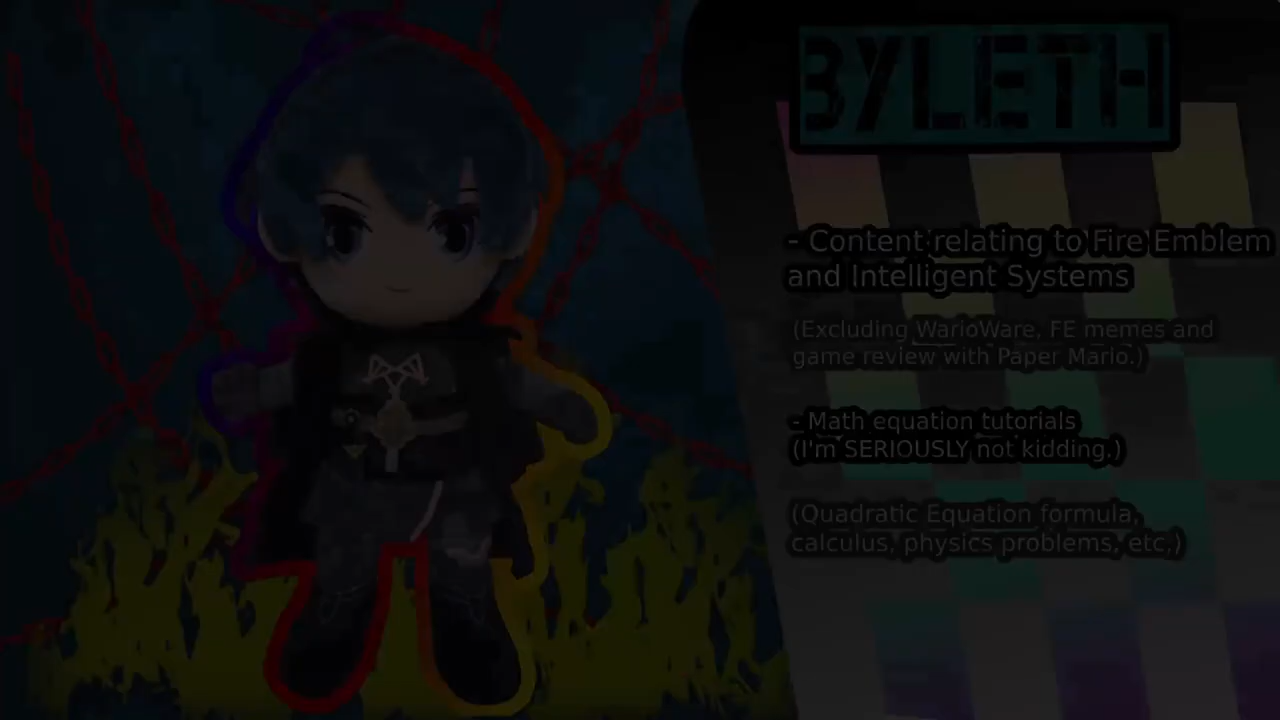 BYLETH
- Content relating to Fire Emblem
and Intelligent Systems
(Excluding WarioWare, FE memes and
game review with Paper Mario.)
- Math equation tutorials
(I'm SERIOUSLY not kidding.)
(Quadratic Equation formula,
calculus, physics problems, etc,)